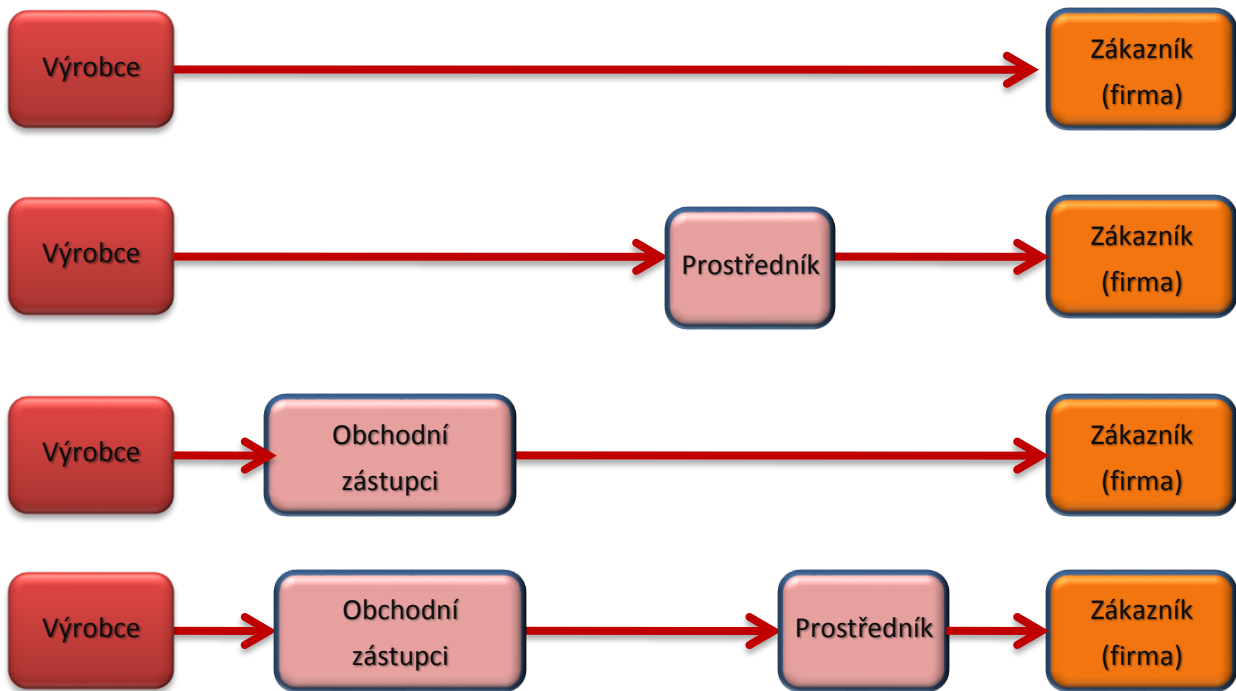 Výrobce
Zákazník
(firma)
Výrobce
Prostředník
Zákazník
(firma)
Výrobce
Obchodní
zástupci
Zákazník
(firma)
Výrobce
Obchodní
zástupci
Prostředník
Zákazník
(firma)